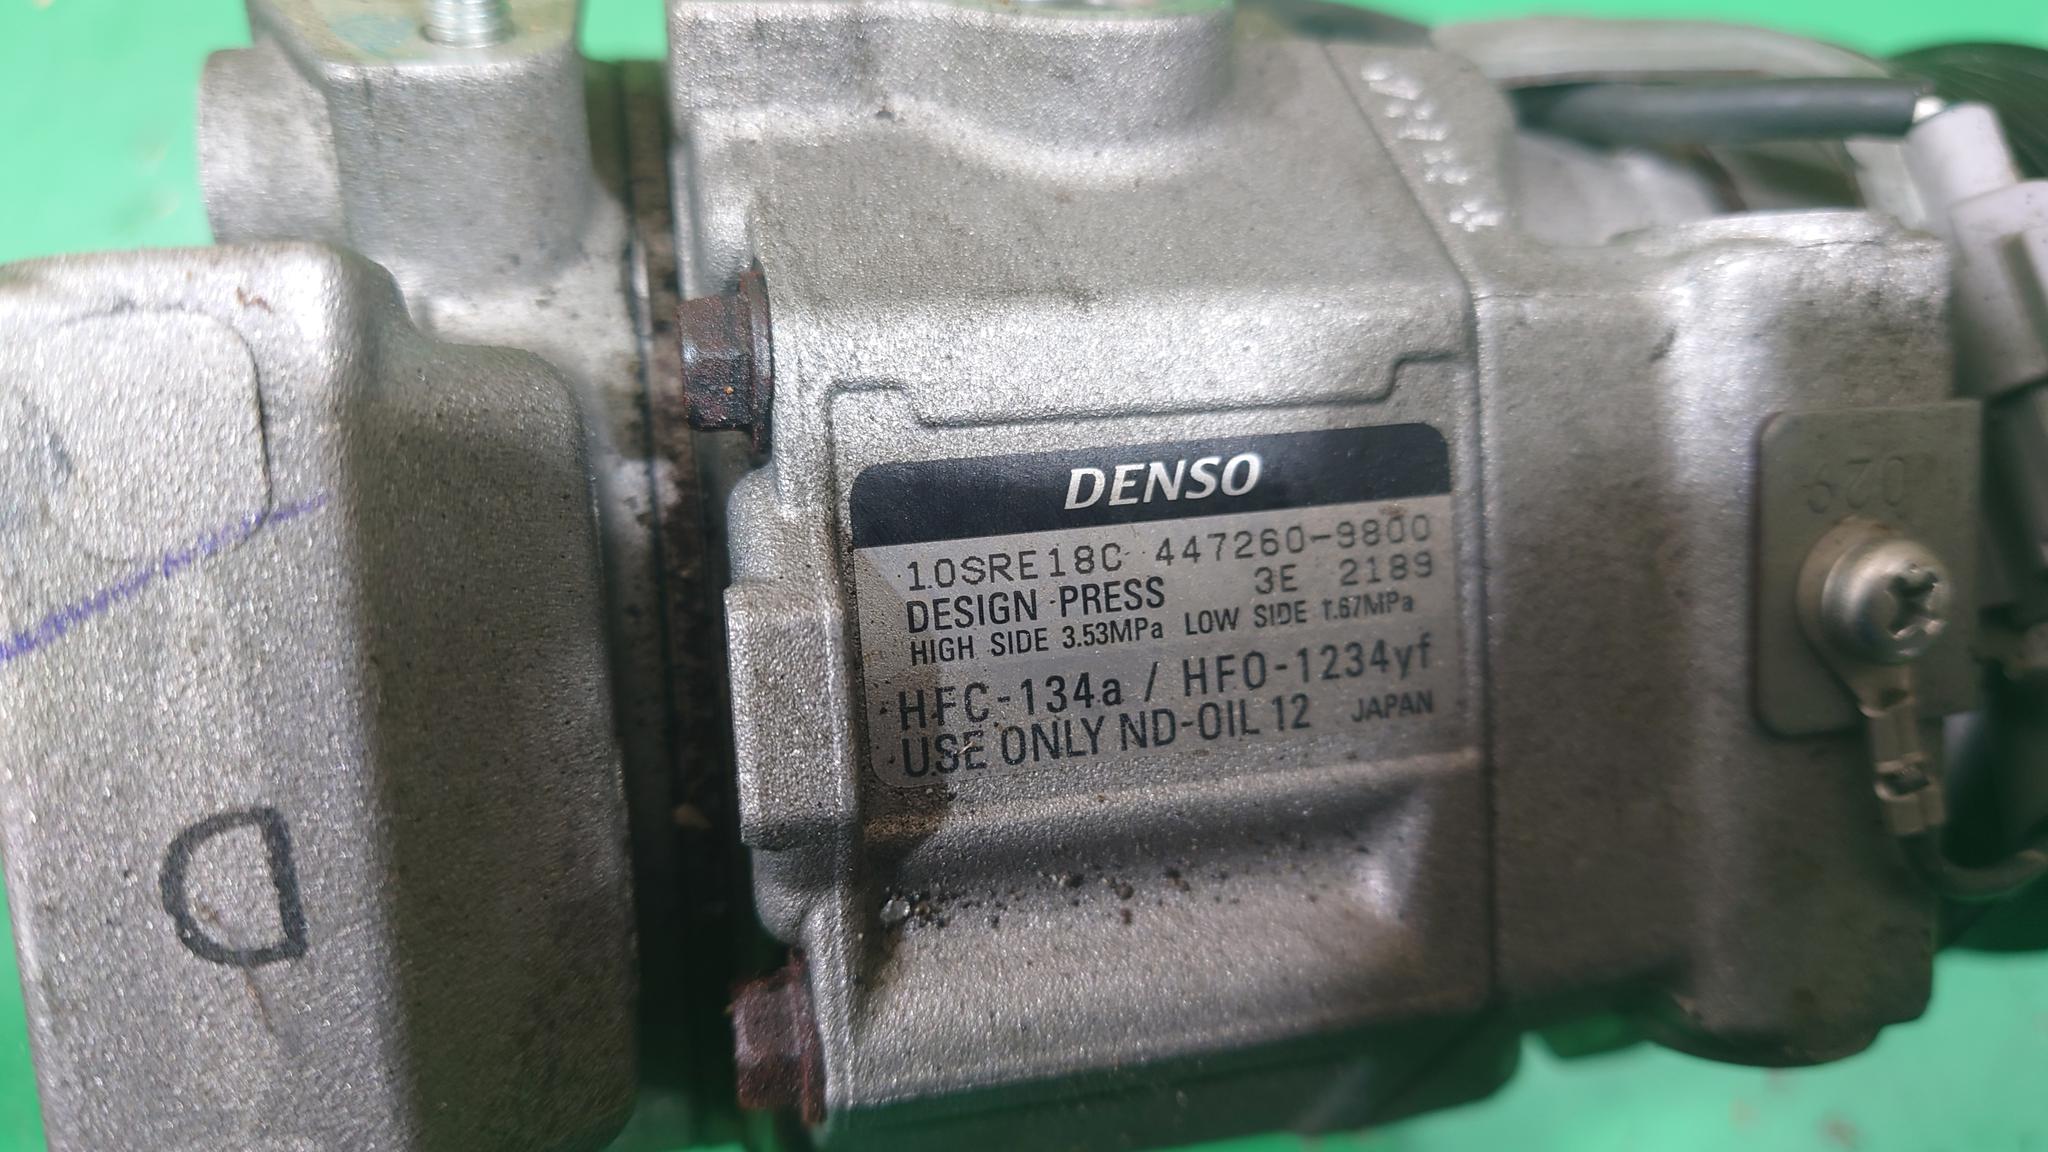 DENSO
10SRE18C 447260-9800
DESIGN PRESS 3E 2189
HIGH SIDE 3.53MPa LOW SIDE 1.67MPa
HFC-134a / HFO-1234yf
USE ONLY ND-OIL 12 JAPAN
D
029